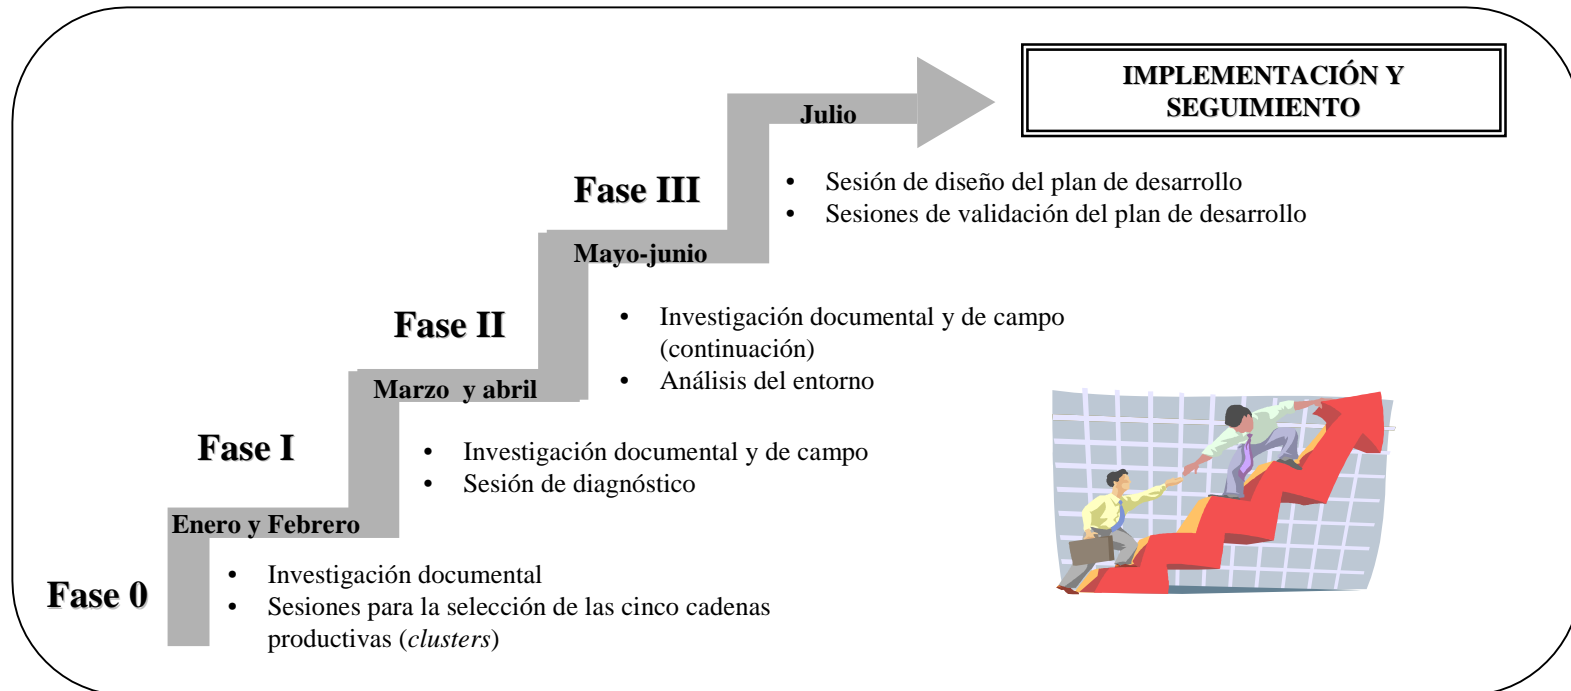 IMPLEMENTACIÓN Y
SEGUIMIENTO
Julio
Fase III
• Sesión de diseño del plan de desarrollo
• Sesiones de validación del plan de desarrollo
Mayo-junio
Fase II
• Investigación documental y de campo
(continuación)
• Análisis del entorno
Marzo y abril
Fase I
• Investigación documental y de campo
• Sesión de diagnóstico
Enero y Febrero
Fase 0
• Investigación documental
• Sesiones para la selección de las cinco cadenas
productivas (clusters)